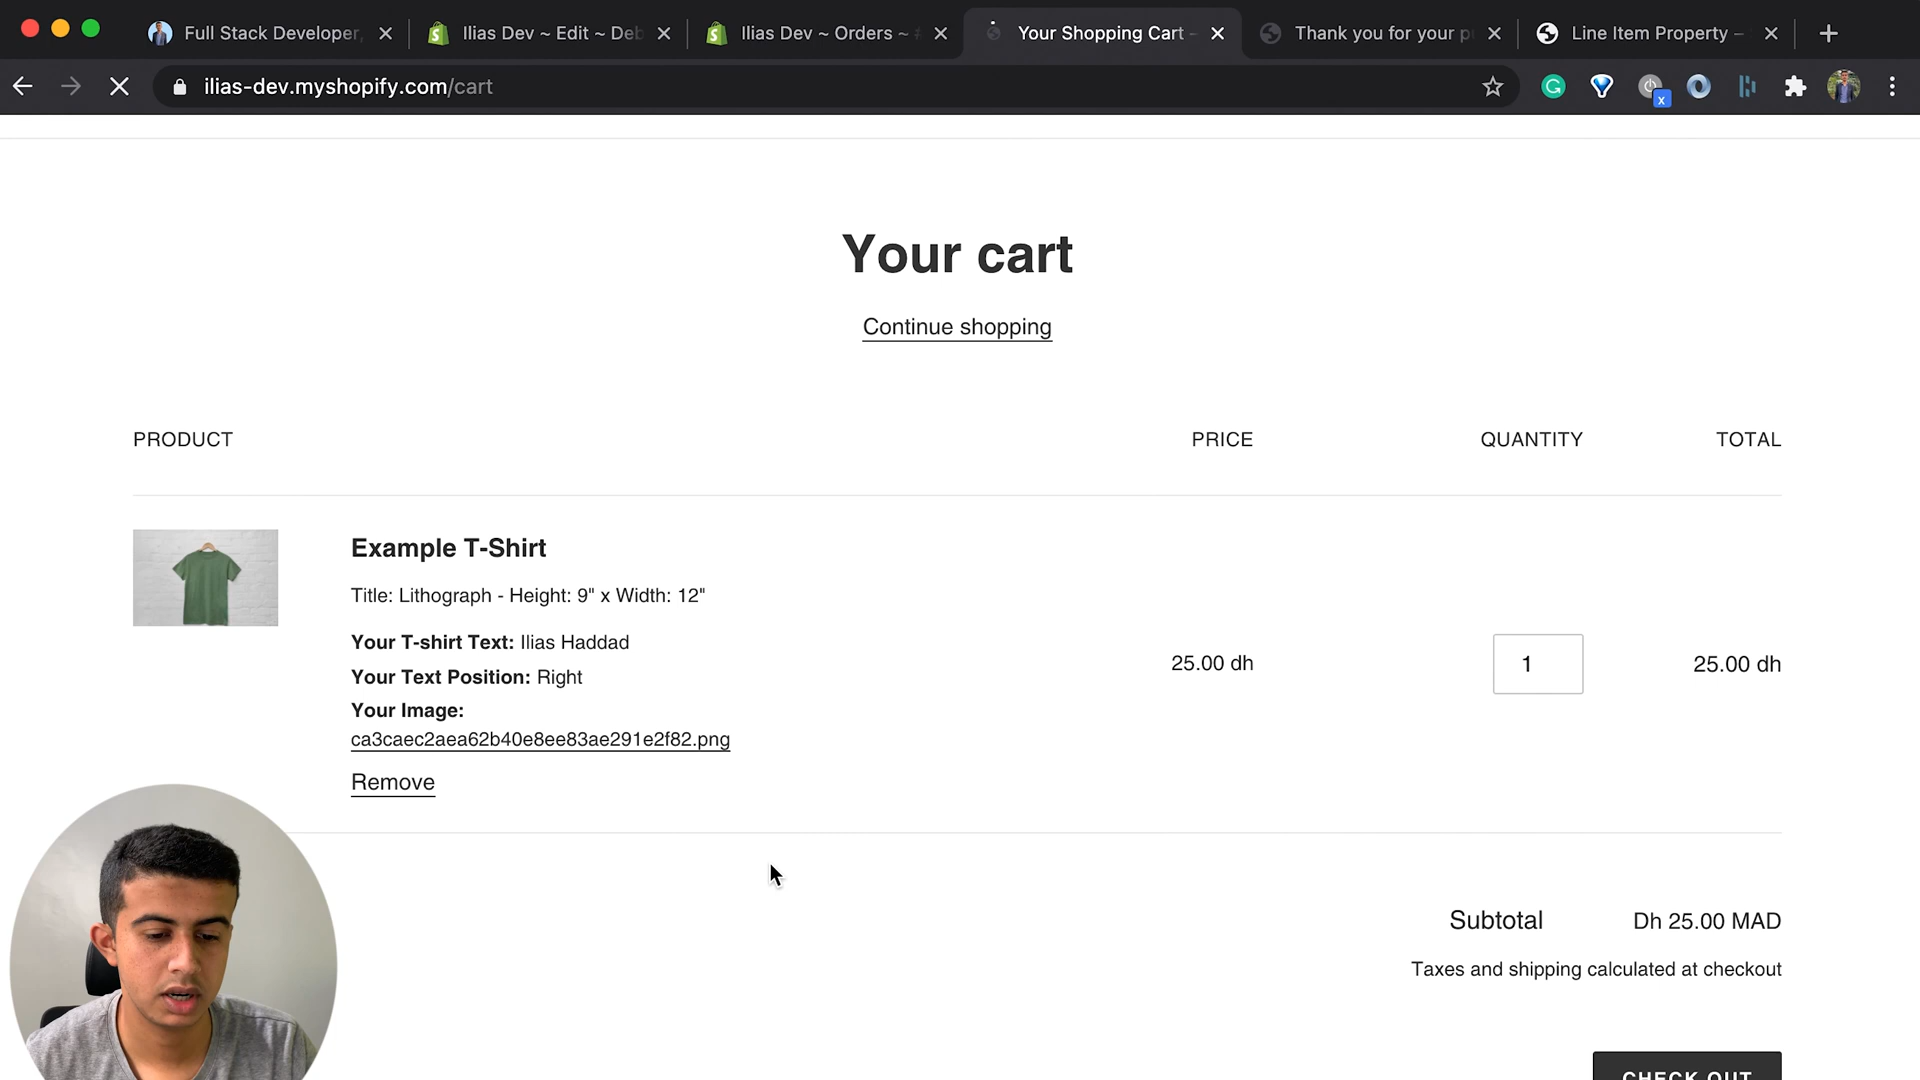 Full Stack Developer,
Ilias Dev ~ Edit ~ Deb
Ilias Dev ~ Orders ~
Your Shopping Cart -
Thank you for your p
Line Item Property –
ilias-dev.myshopify.com/cart
x
Your cart
Continue shopping
PRODUCT PRICE QUANTITY TOTAL
Example T-Shirt
Title: Lithograph - Height: 9" x Width: 12"
Your T-shirt Text: Ilias Haddad
Your Text Position: Right
25.00 dh 1 25.00 dh
Your Image:
ca3caec2aea62b40e8ee83ae291e2f82.png
Remove
Subtotal Dh 25.00 MAD
Taxes and shipping calculated at checkout
CHECK OUT